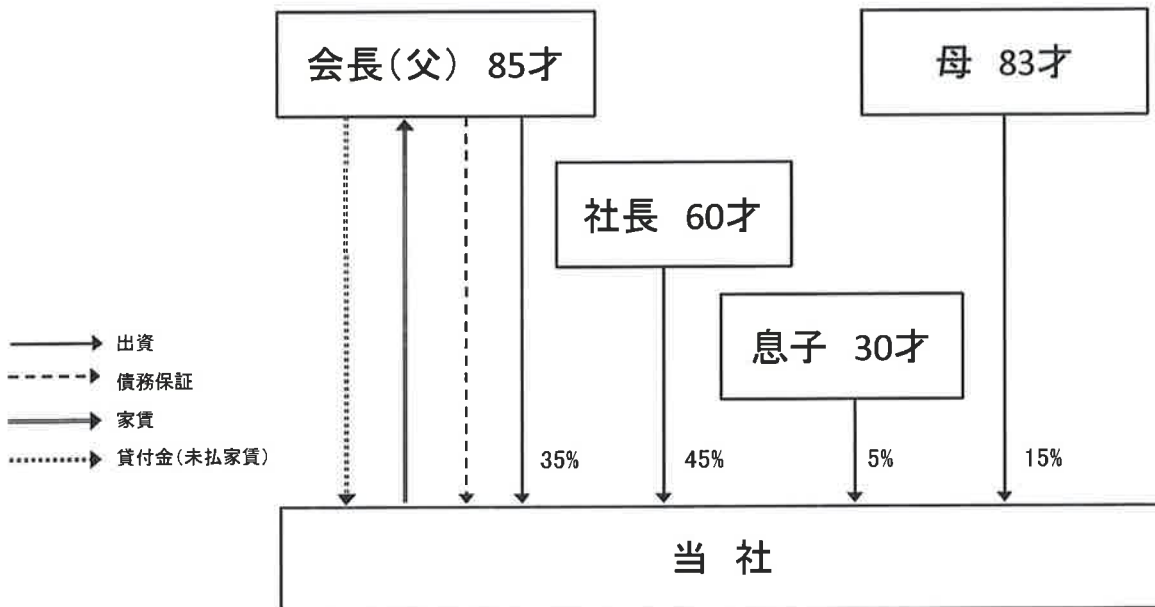 会長(父) 85才
母 83才
社長 60才
息子 30才
出資
債務保証
家賃
貸付金(未払家賃)
35%
45%
5%
15%
当 社